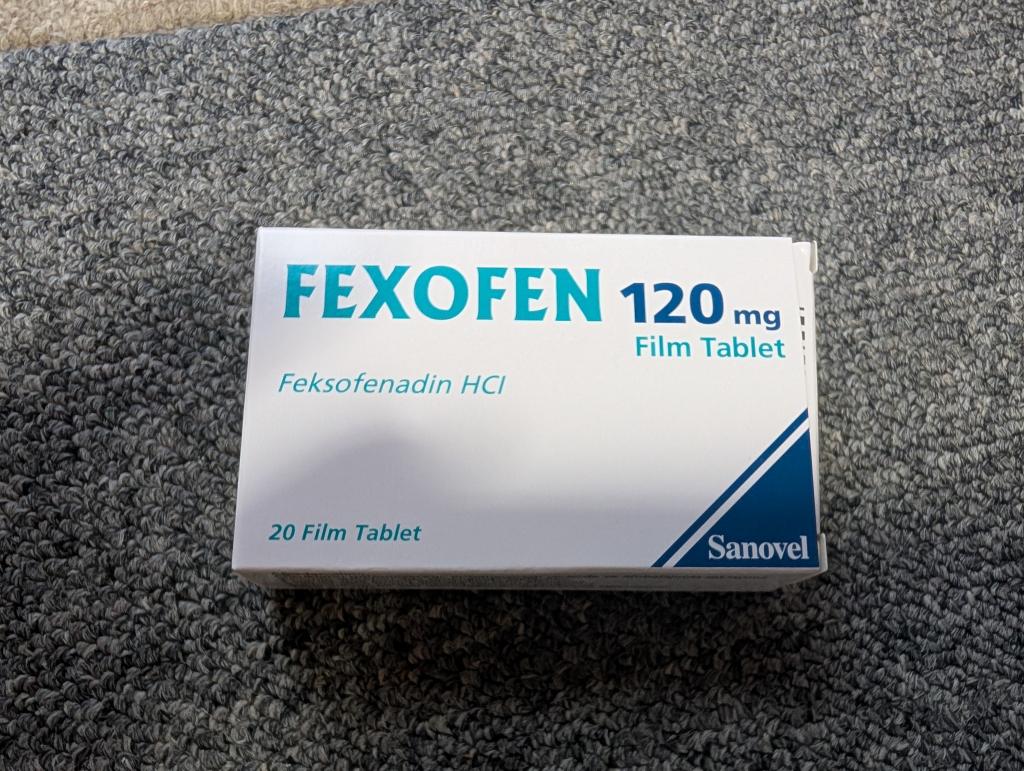 FEXOFEN 120 mg
Film Tablet
Feksofenadin HCl
20 Film Tablet
Sanovel